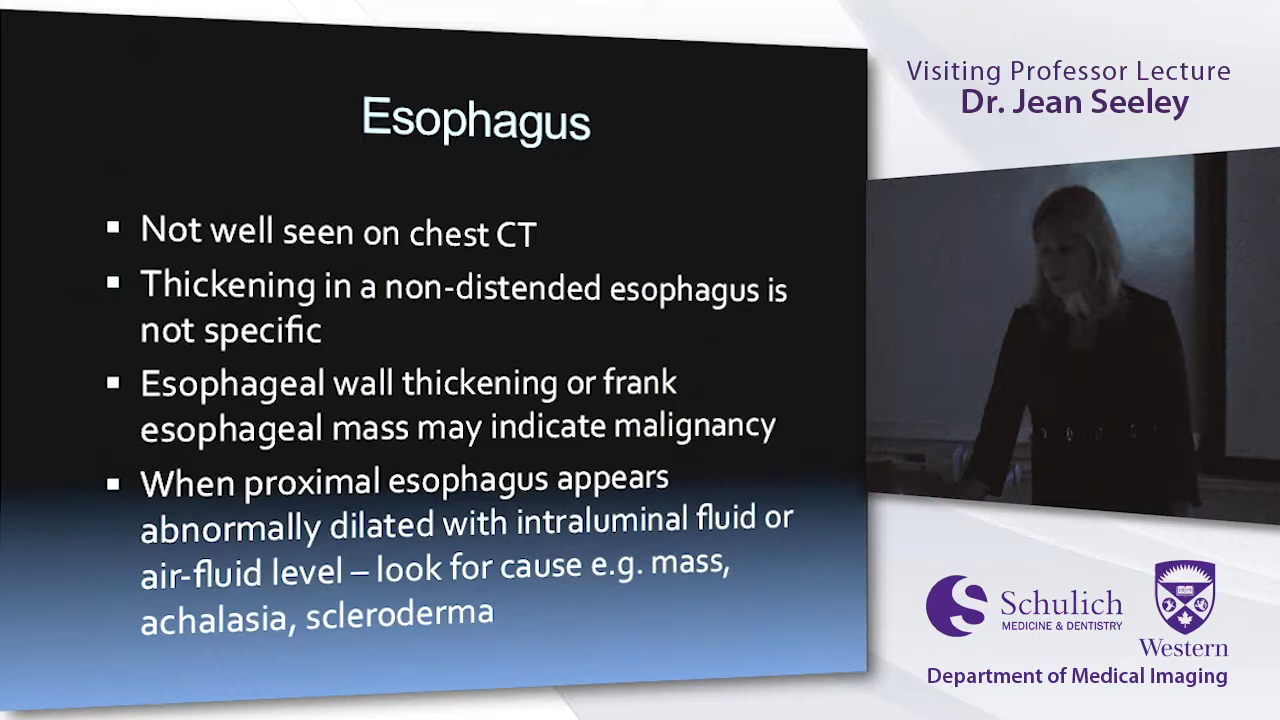 Esophagus
Not well seen on chest CT
Thickening in a non-distended esophagus is
not specific
Esophageal wall thickening or frank
esophageal mass may indicate malignancy
When proximal esophagus appears
abnormally dilated with intraluminal fluid or
air-fluid level – look for cause e.g. mass,
achalasia, scleroderma
Visiting Professor Lecture
Dr. Jean Seeley
Schulich
MEDICINE & DENTISTRY
Western
Department of Medical Imaging